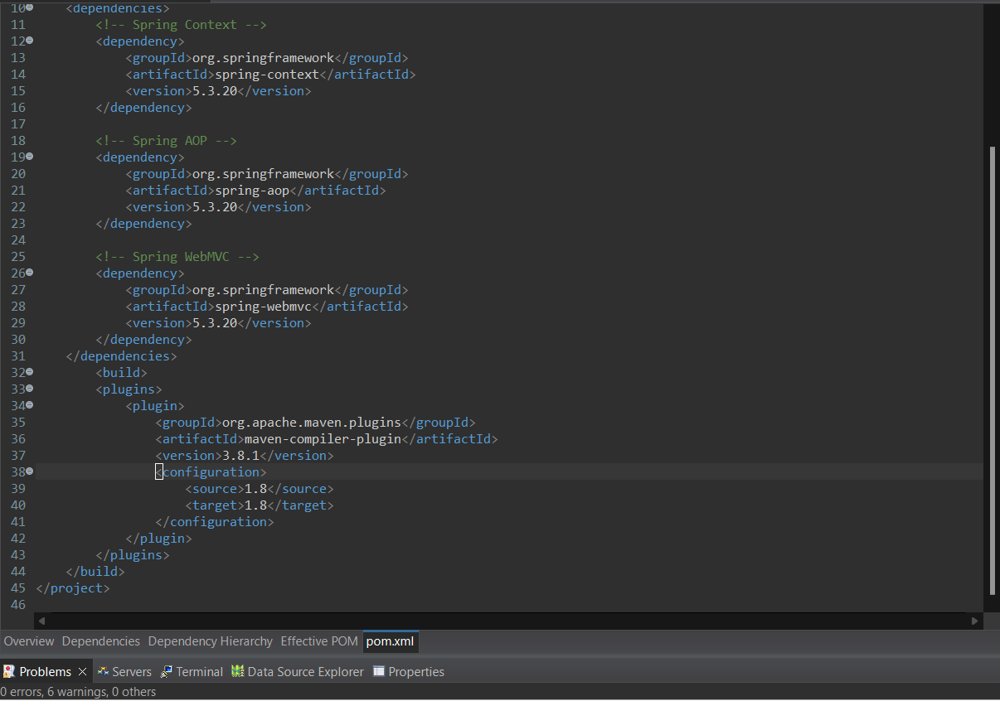 10 <dependencies>
11 <!-- Spring Context -->
12 <dependency>
13 <groupId>org.springframework</groupId>
14 <artifactId>spring-context</artifactId>
15 <version>5.3.20</version>
16 </dependency>
17
18 <!-- Spring AOP -->
19 <dependency>
20 <groupId>org.springframework</groupId>
21 <artifactId>spring-aop</artifactId>
22 <version>5.3.20</version>
23 </dependency>
24
25 <!-- Spring WebMVC -->
26 <dependency>
27 <groupId>org.springframework</groupId>
28 <artifactId>spring-webmvc</artifactId>
29 <version>5.3.20</version>
30 </dependency>
31 </dependencies>
32 <build>
33 <plugins>
34 <plugin>
35 <groupId>org.apache.maven.plugins</groupId>
36 <artifactId>maven-compiler-plugin</artifactId>
37 <version>3.8.1</version>
38 <configuration>
39 <source>1.8</source>
40 <target>1.8</target>
41 </configuration>
42 </plugin>
43 </plugins>
44 </build>
45 </project>
46
Overview Dependencies Dependency Hierarchy Effective POM pom.xml
Problems Servers Terminal Data Source Explorer Properties
0 errors, 6 warnings, 0 others